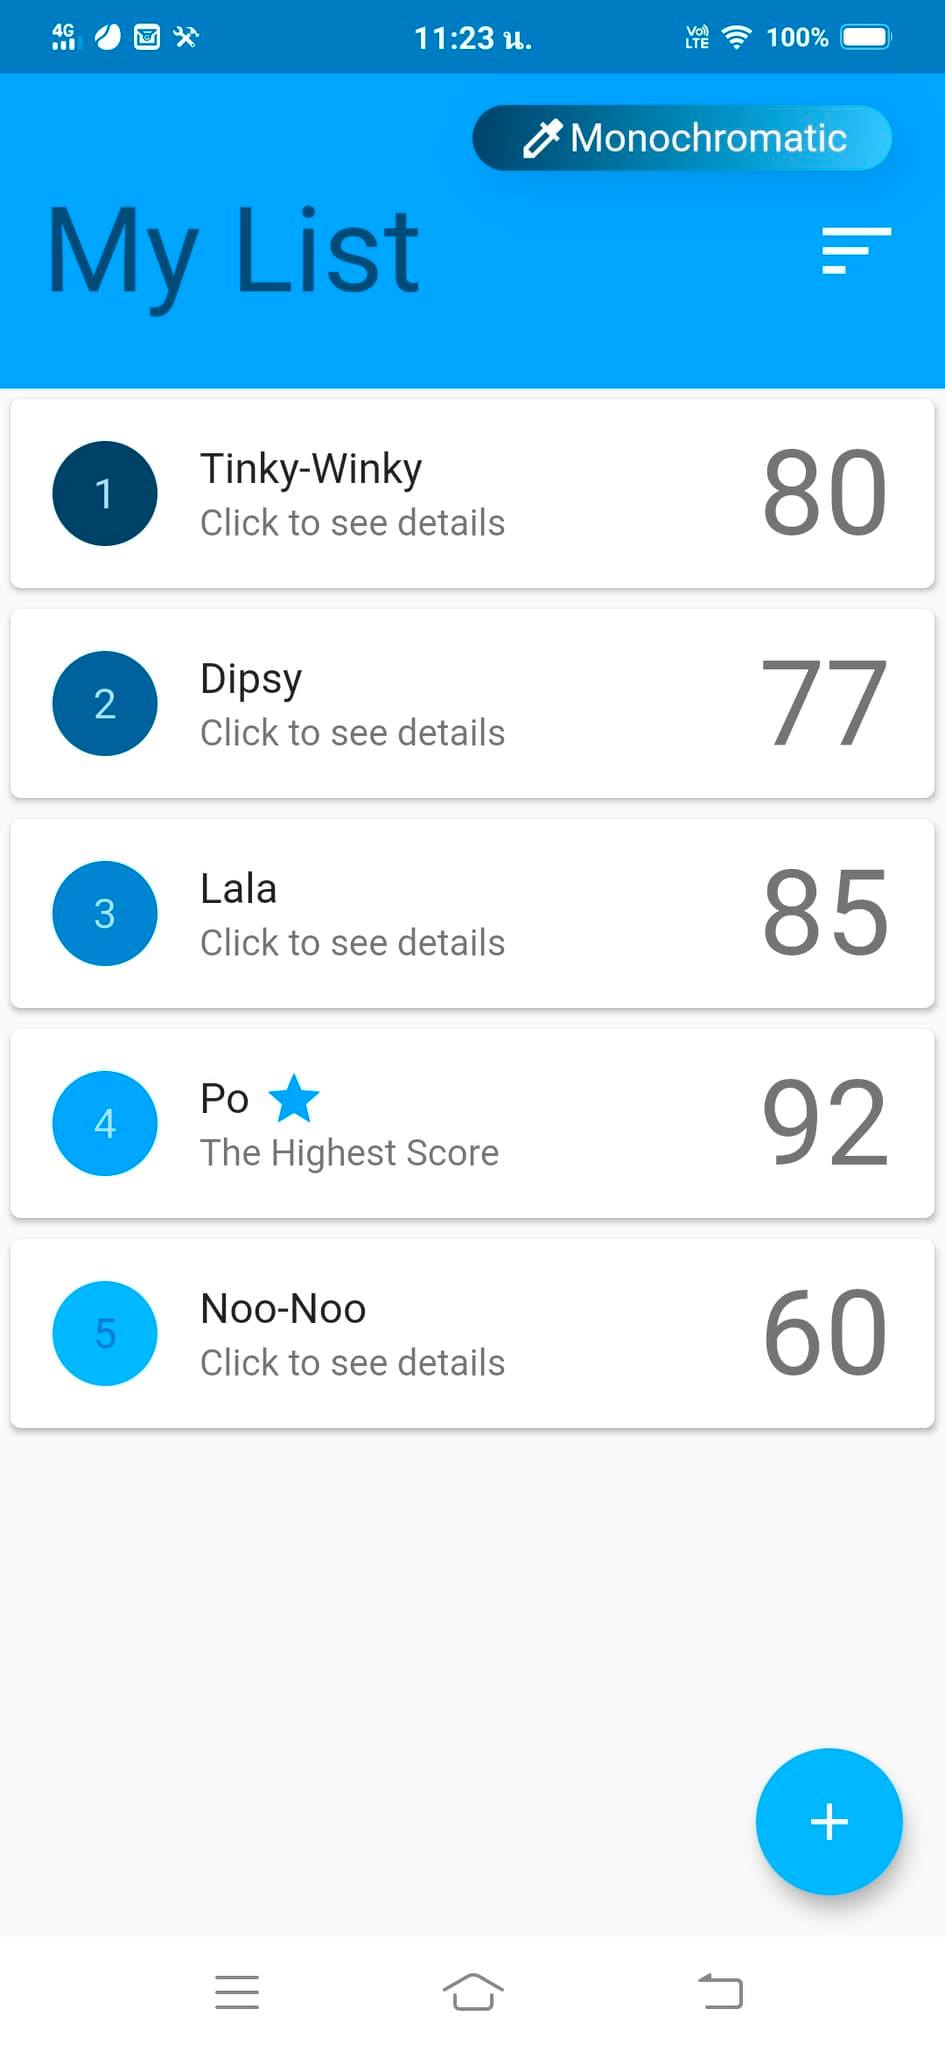 4G
11:23 น.
Vo) LTE
100%
Monochromatic
My List
1
Tinky-Winky
Click to see details
80
2
Dipsy
Click to see details
77
3
Lala
Click to see details
85
4
Po
The Highest Score
92
5
Noo-Noo
Click to see details
60